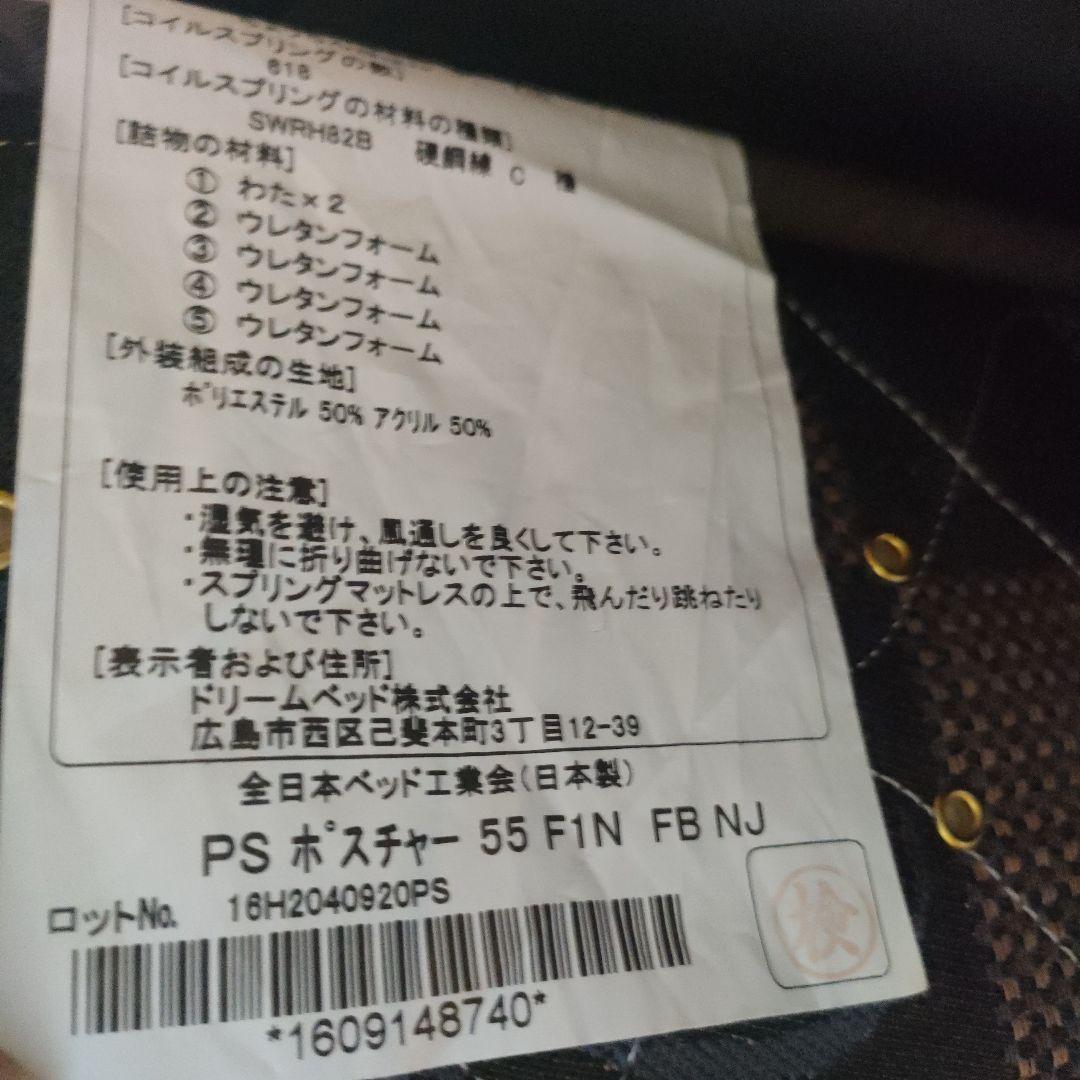 [コイルスプリングの数]
[コイルスプリングの材料の種類]
SWRH82B 硬鋼線 C 種
[詰物の材料]
① わた×2
② ウレタンフォーム
③ ウレタンフォーム
④ ウレタンフォーム
⑤ ウレタンフォーム
[外装組成の生地]
ポリエステル 50% アクリル 50%
[使用上の注意]
・湿気を避け、風通しを良くして下さい。
・無理に折り曲げないで下さい。
・スプリングマットレスの上で、飛んだり跳ねたり
しないで下さい。
[表示者および住所]
ドリームベッド株式会社
広島市西区己斐本町3丁目12-39
全日本ベッド工業会(日本製)
PS ポスチャー 55 F1N FB NJ
ロットNo. 16H2040920PS
検
*1609148740*